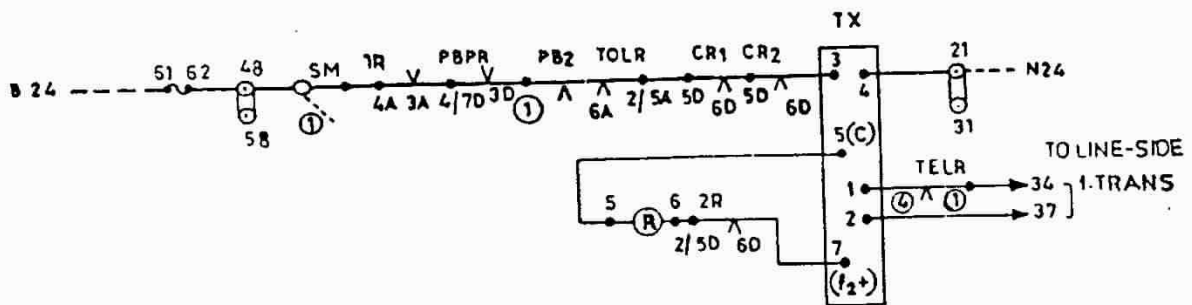 TX
B 24
61 62
48
58
SM
1
1R
4A 3A
PBPR
4/7D 3D
1
PB2
TOLR
6A
2/5A
CR1
5D 6D
CR2
5D 6D
3
4
21
31
N24
5(C)
1
2
7
(f2+)
TELR
4 1
34
37
TO LINE-SIDE
1.TRANS
5
R
6 2R
2/5D 6D